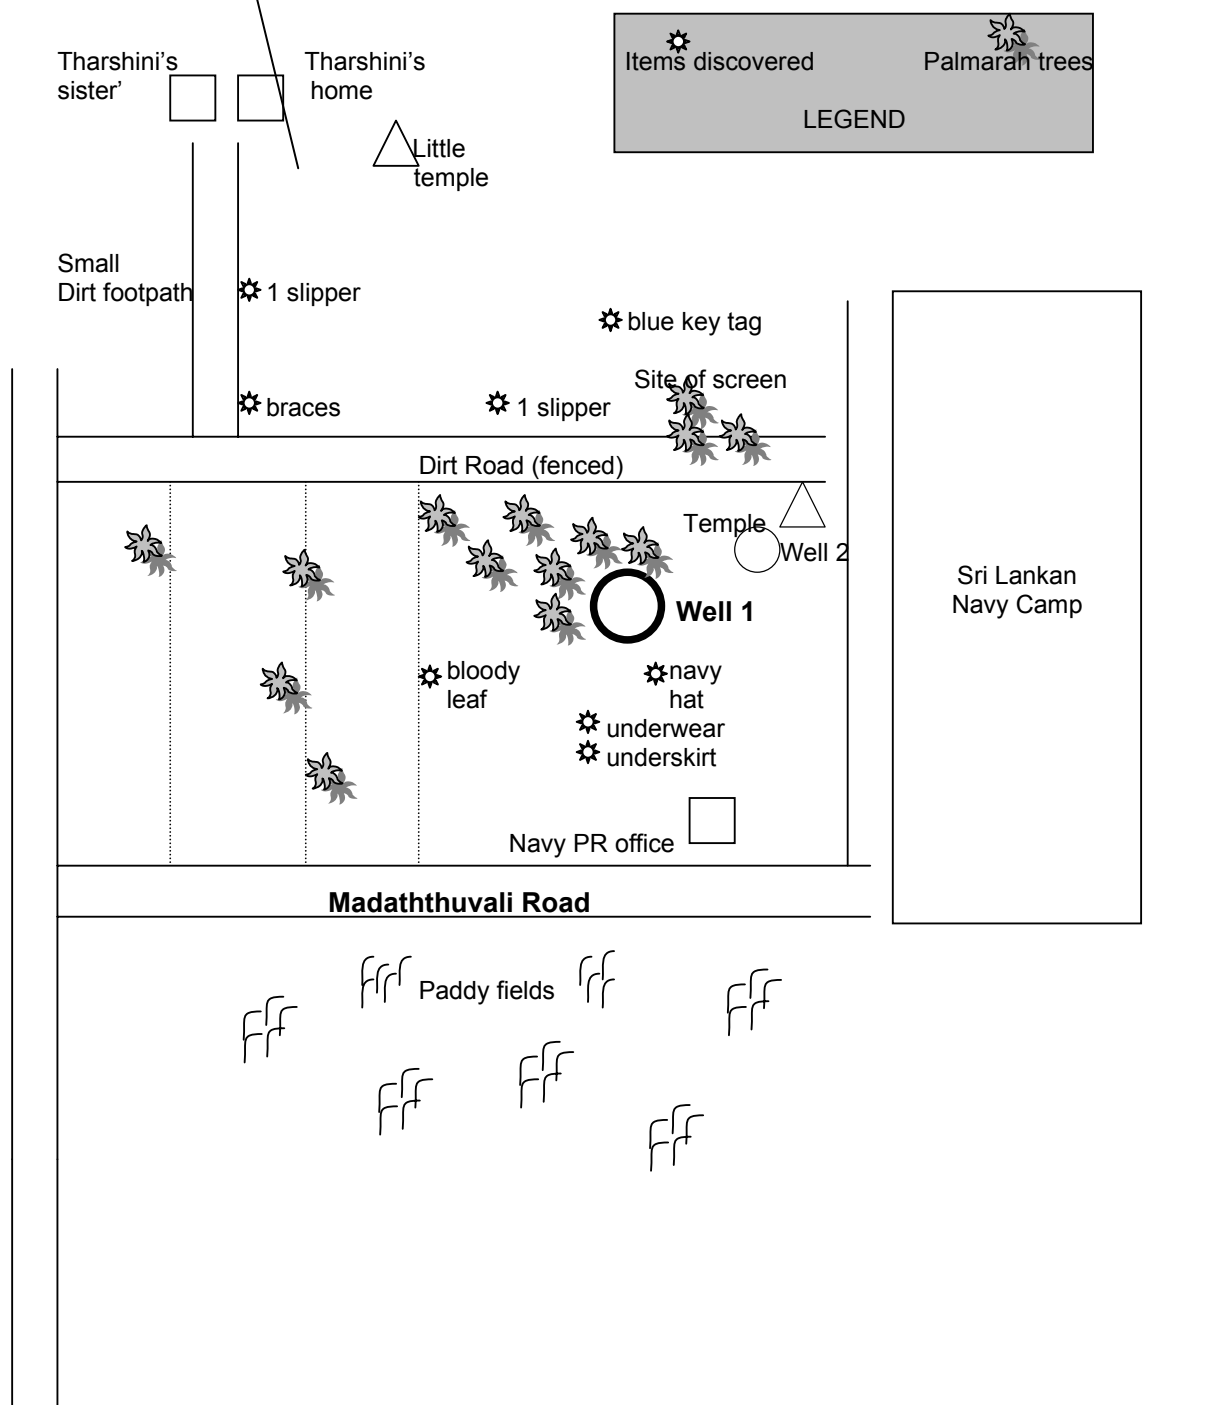 Tharshini’s
sister’
Tharshini’s
home
Items discovered
Palmarah trees
LEGEND
Little
temple
Small
Dirt footpath
1 slipper
blue key tag
Site of screen
braces
1 slipper
Dirt Road (fenced)
Temple
Well 2
Sri Lankan
Navy Camp
Well 1
bloody
leaf
navy
hat
underwear
underskirt
Navy PR office
Madaththuvali Road
Paddy fields